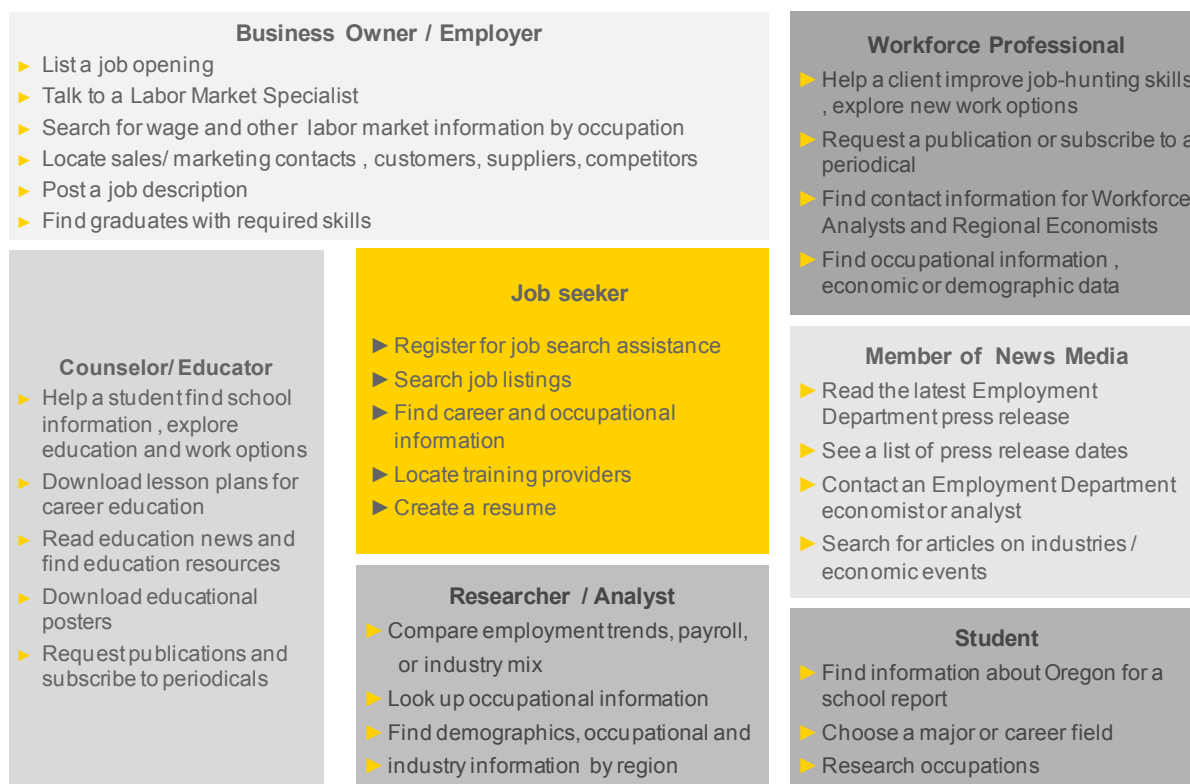 Business Owner / Employer
► List a job opening
► Talk to a Labor Market Specialist
► Search for wage and other labor market information by occupation
► Locate sales/ marketing contacts , customers, suppliers, competitors
► Post a job description
► Find graduates with required skills
Workforce Professional
► Help a client improve job-hunting skills
, explore new work options
► Request a publication or subscribe to a
periodical
► Find contact information for Workforce
Analysts and Regional Economists
► Find occupational information ,
economic or demographic data
Counselor/ Educator
► Help a student find school
information , explore
education and work options
► Download lesson plans for
career education
► Read education news and
find education resources
► Download educational
posters
► Request publications and
subscribe to periodicals
Job seeker
► Register for job search assistance
► Search job listings
► Find career and occupational
information
► Locate training providers
► Create a resume
Member of News Media
► Read the latest Employment
Department press release
► See a list of press release dates
► Contact an Employment Department
economist or analyst
► Search for articles on industries /
economic events
Researcher / Analyst
► Compare employment trends, payroll,
or industry mix
► Look up occupational information
► Find demographics, occupational and
► industry information by region
Student
► Find information about Oregon for a
school report
► Choose a major or career field
► Research occupations